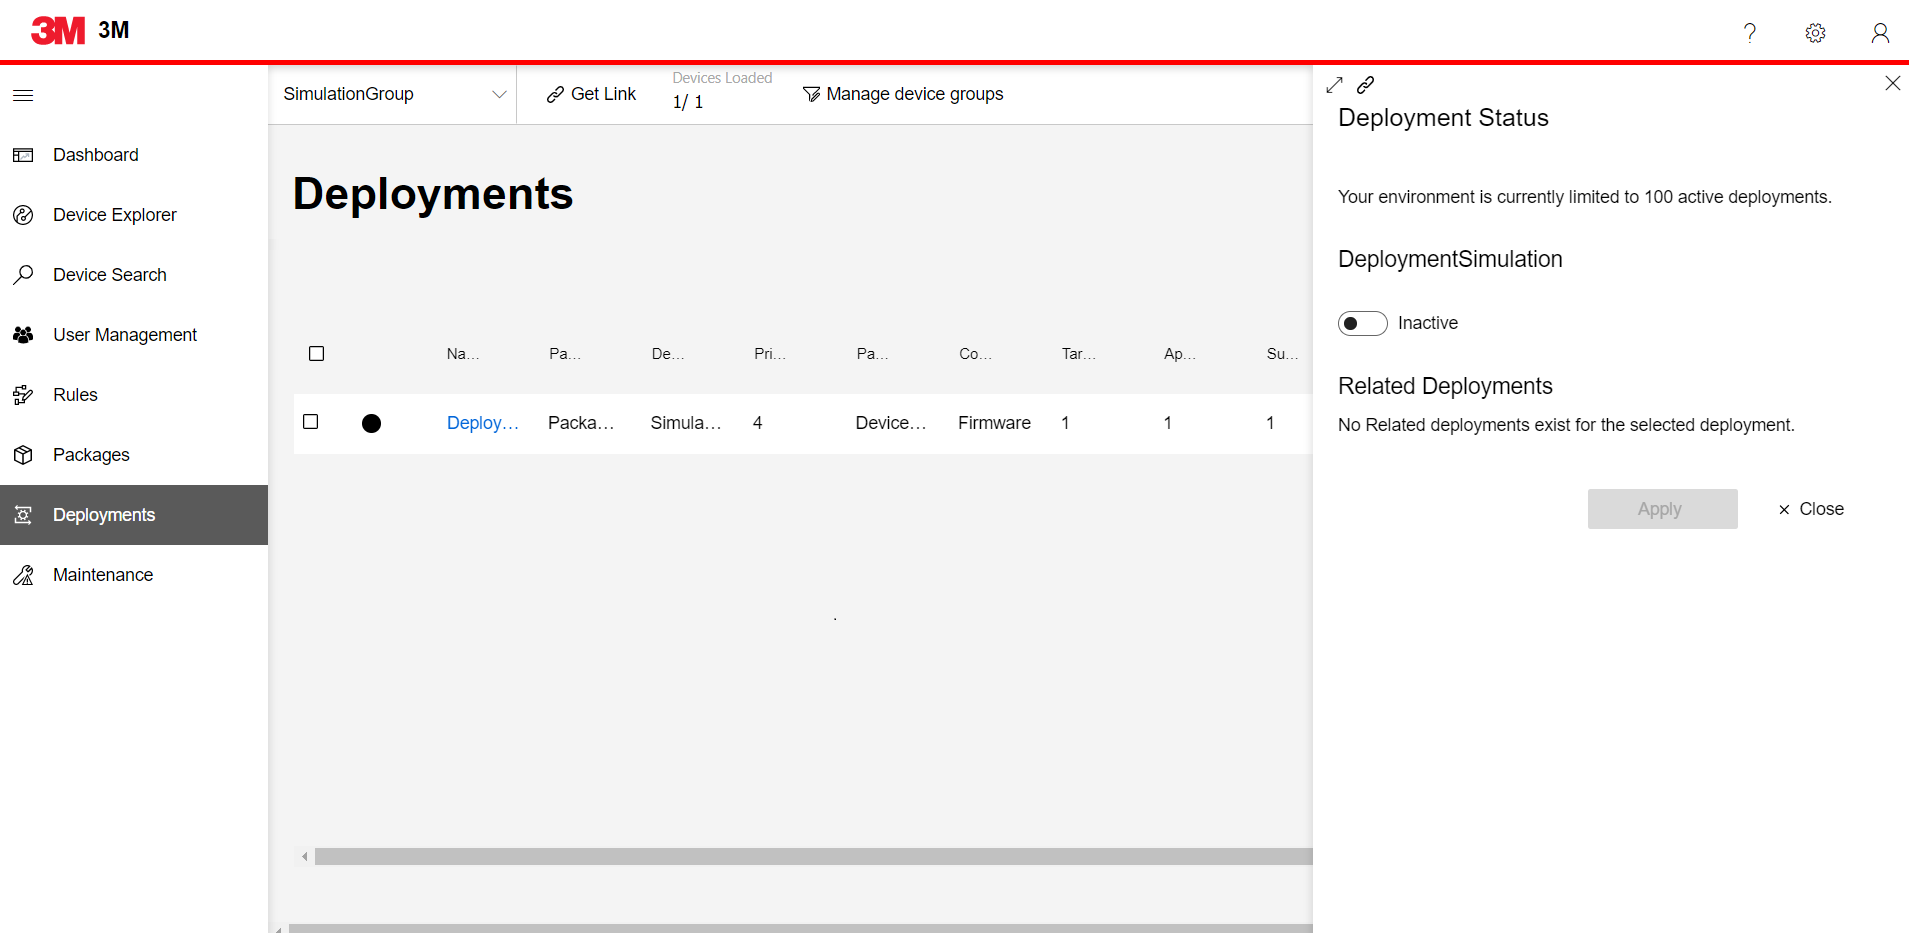 3M 3M
SimulationGroup
Get Link
Devices Loaded
1/ 1
Manage device groups
Dashboard
Device Explorer
Device Search
User Management
Rules
Packages
Deployments
Maintenance
Deployments
Na... Pa... De... Pri... Pa... Co... Tar... Ap... Su...
Deploy... Packa... Simula... 4 Device... Firmware 1 1 1
Deployment Status
Your environment is currently limited to 100 active deployments.
DeploymentSimulation
Inactive
Related Deployments
No Related deployments exist for the selected deployment.
Apply
Close